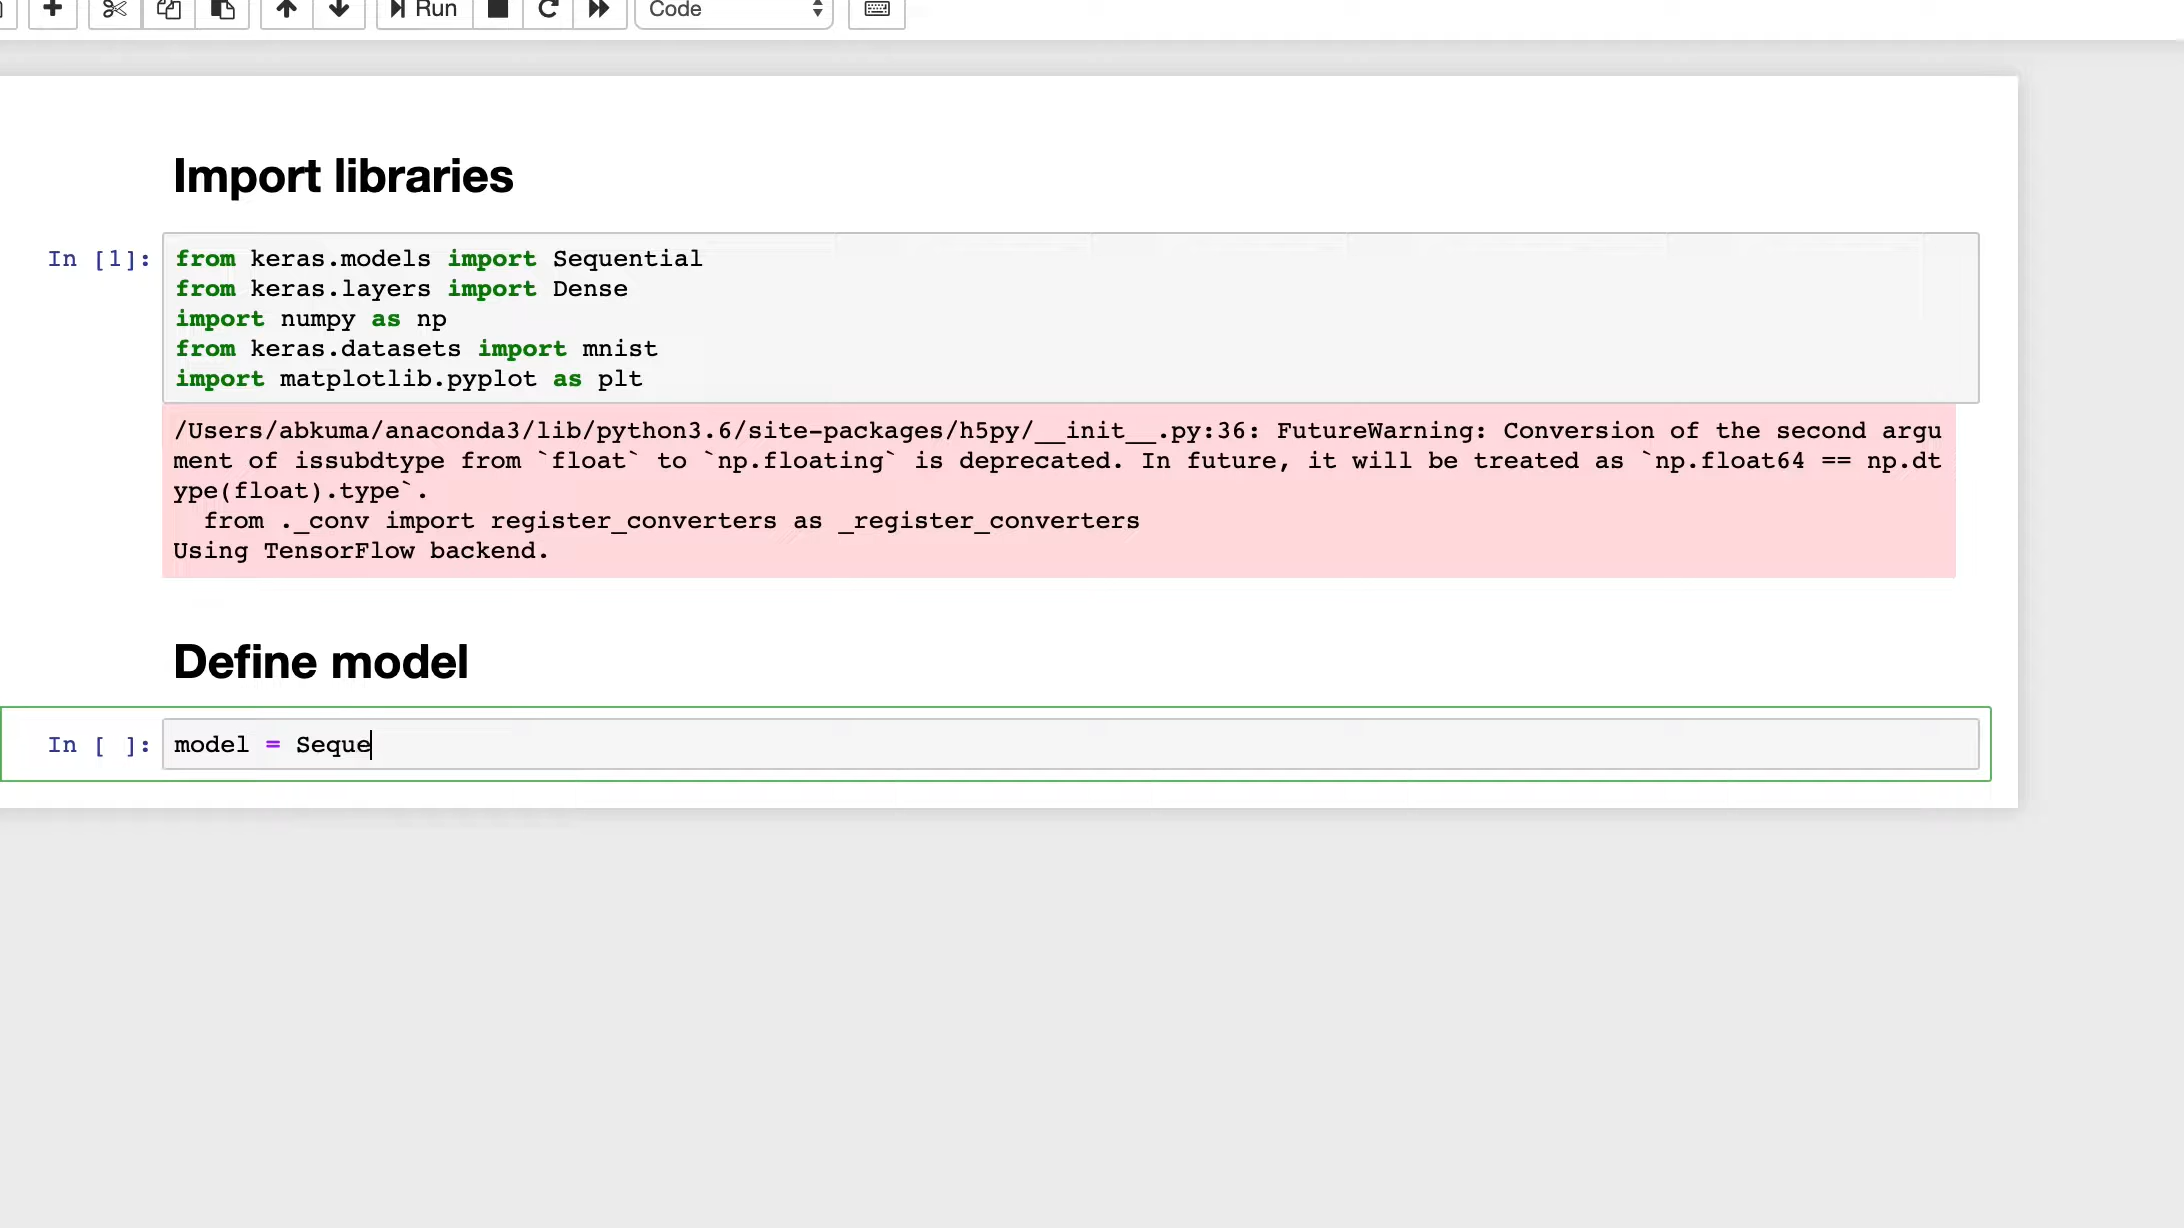 Run
Code
Import libraries
In [1]:
from keras.models import Sequential
from keras.layers import Dense
import numpy as np
from keras.datasets import mnist
import matplotlib.pyplot as plt
/Users/abkuma/anaconda3/lib/python3.6/site-packages/h5py/__init__.py:36: FutureWarning: Conversion of the second argu
ment of issubdtype from `float` to `np.floating` is deprecated. In future, it will be treated as `np.float64 == np.dt
ype(float).type`.
  from ._conv import register_converters as _register_converters
Using TensorFlow backend.
Define model
In [ ]:
model = Seque